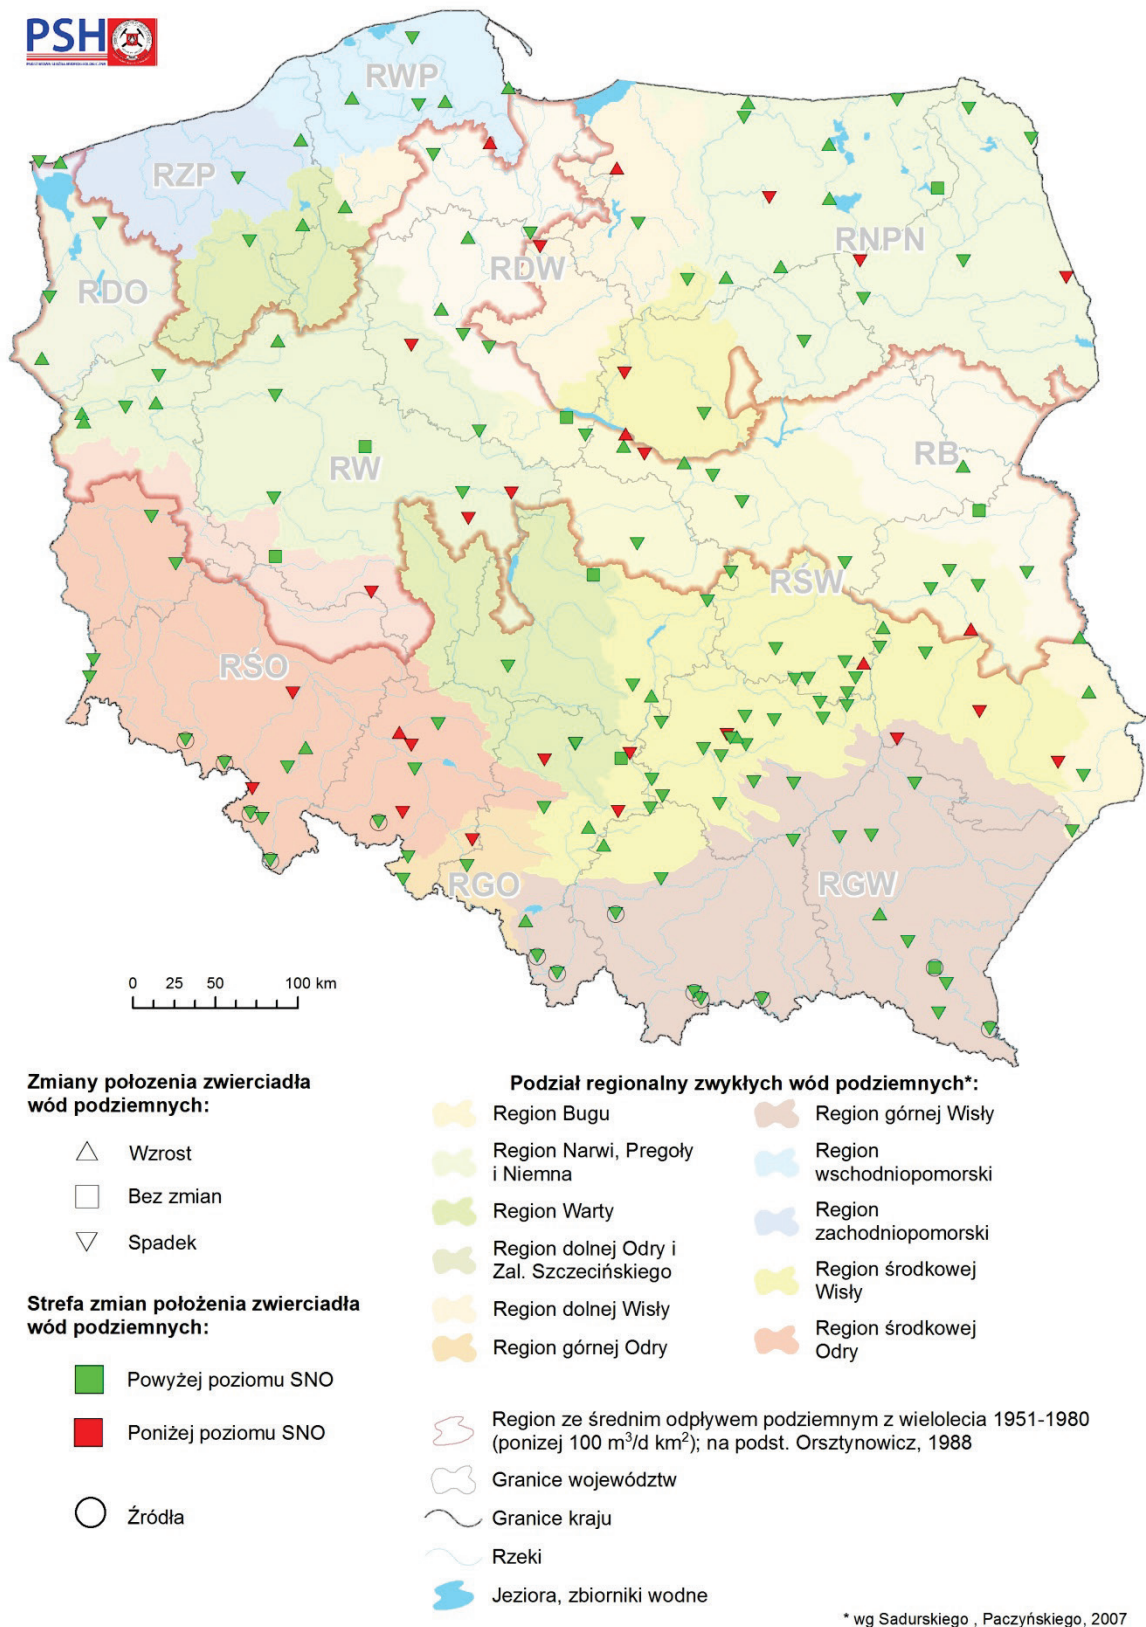 PSH
RWP
RZP
RNPN
RDW
RDO
RW
RB
RŚW
RŚO
RGO
RGW
0 25 50 100 km
Zmiany położenia zwierciadła
wód podziemnych:
Wzrost
Bez zmian
Spadek
Strefa zmian położenia zwierciadła
wód podziemnych:
Powyżej poziomu SNO
Poniżej poziomu SNO
Źródła
Podział regionalny zwykłych wód podziemnych*:
Region Bugu
Region Narwi, Pregoły
i Niemna
Region Warty
Region dolnej Odry i
Zal. Szczecińskiego
Region dolnej Wisły
Region górnej Odry
Region górnej Wisły
Region
wschodniopomorski
Region
zachodniopomorski
Region środkowej
Wisły
Region środkowej
Odry
Region ze średnim odpływem podziemnym z wielolecia 1951-1980
(ponizej 100 m³/d km²); na podst. Orsztynowicz, 1988
Granice województw
Granice kraju
Rzeki
Jeziora, zbiorniki wodne
* wg Sadurskiego , Paczyńskiego, 2007